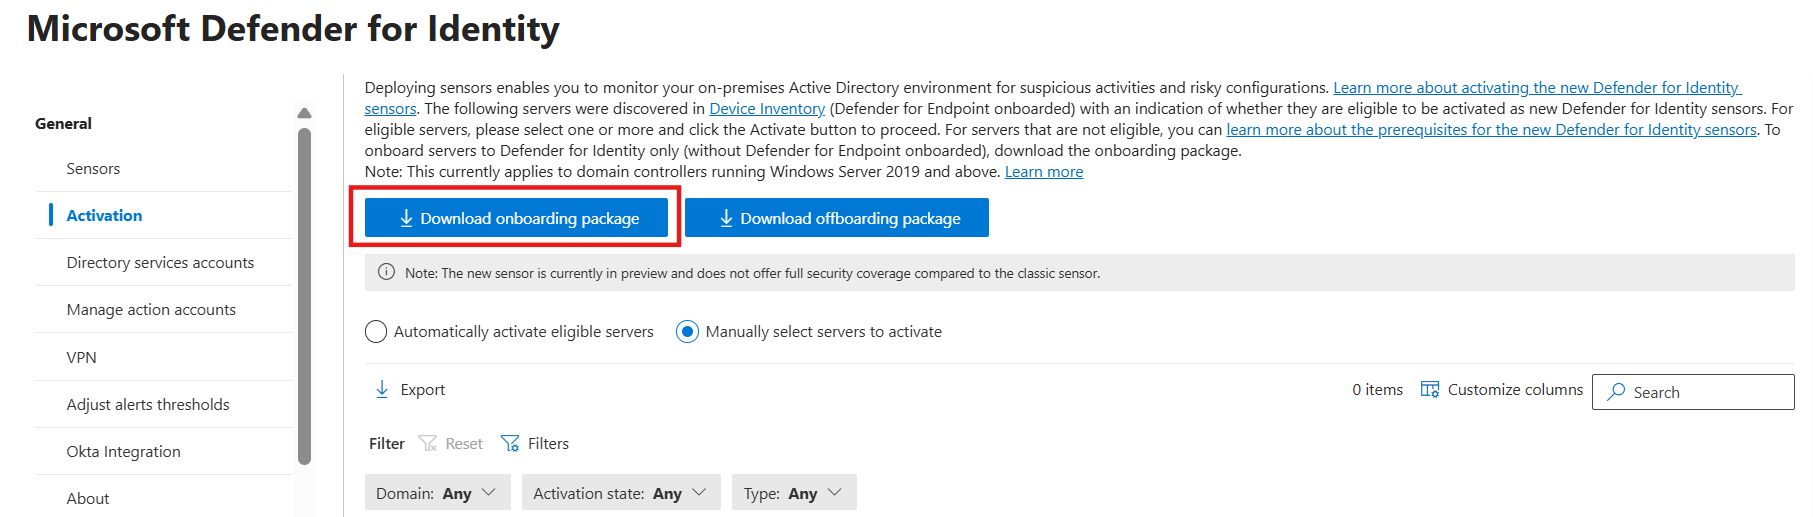 Microsoft Defender for Identity
General
Sensors
Activation
Directory services accounts
Manage action accounts
VPN
Adjust alerts thresholds
Okta Integration
About
Deploying sensors enables you to monitor your on-premises Active Directory environment for suspicious activities and risky configurations. Learn more about activating the new Defender for Identity
sensors. The following servers were discovered in Device Inventory (Defender for Endpoint onboarded) with an indication of whether they are eligible to be activated as new Defender for Identity sensors. For
eligible servers, please select one or more and click the Activate button to proceed. For servers that are not eligible, you can learn more about the prerequisites for the new Defender for Identity sensors. To
onboard servers to Defender for Identity only (without Defender for Endpoint onboarded), download the onboarding package.
Note: This currently applies to domain controllers running Windows Server 2019 and above. Learn more
Download onboarding package Download offboarding package
Note: The new sensor is currently in preview and does not offer full security coverage compared to the classic sensor.
Automatically activate eligible servers Manually select servers to activate
Export 0 items Customize columns Search
Filter Reset Filters
Domain: Any Activation state: Any Type: Any